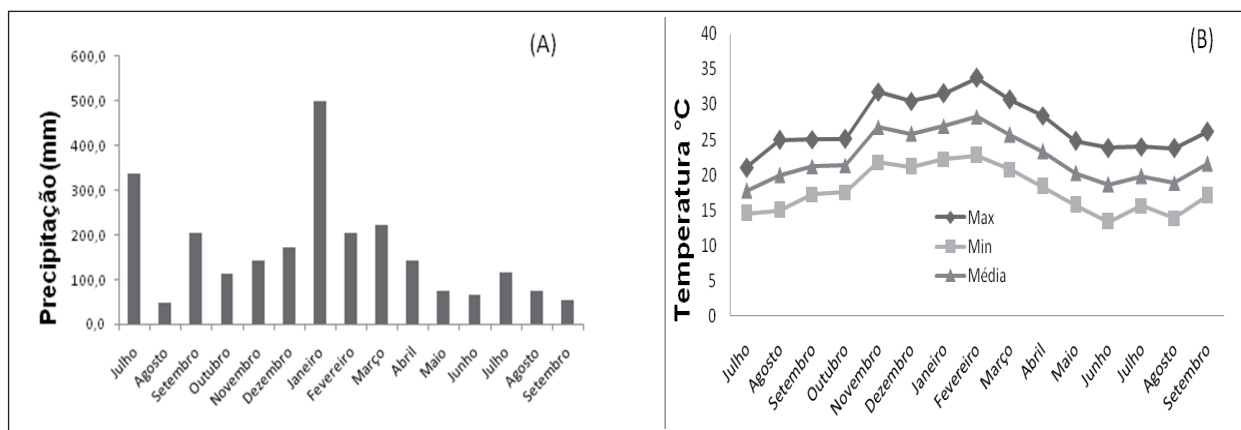 (A)
Precipitação (mm)
600,0
500,0
400,0
300,0
200,0
100,0
0,0
Julho
Agosto
Setembro
Outubro
Novembro
Dezembro
Janeiro
Fevereiro
Março
Abril
Maio
Junho
Julho
Agosto
Setembro
(B)
Temperatura °C
40
35
30
25
20
15
10
5
0
Max
Min
Média
Julho
Agosto
Setembro
Outubro
Novembro
Dezembro
Janeiro
Fevereiro
Março
Abril
Maio
Junho
Julho
Agosto
Setembro